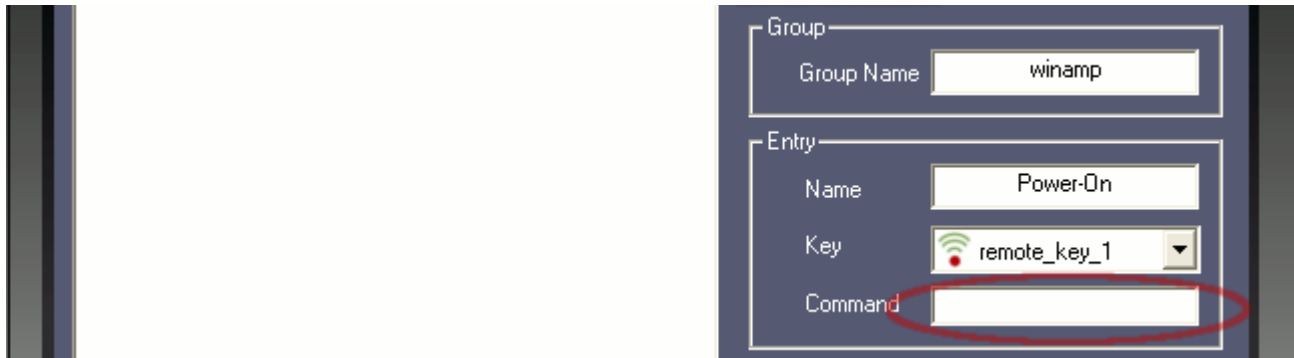 Group
Group Name winamp
Entry
Name Power-On
Key remote_key_1
Command